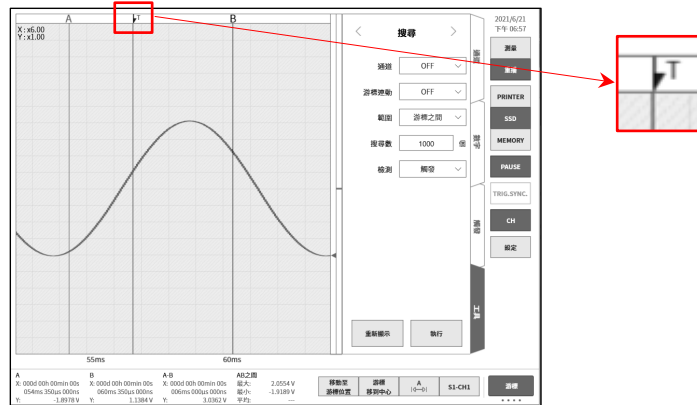 A
T
B
X:x6.00
Y:x1.00
搜尋
通道 OFF
游標連動 OFF
範圍 游標之間
搜尋數 1000 個
檢測 觸發
重新顯示
執行
通道
數字
觸發
工具
2021/6/21
下午 06:57
測量
重播
PRINTER
SSD
MEMORY
PAUSE
TRIG.SYNC.
CH
設定
T
55ms
60ms
A
X: 000d 00h 00min 00s
054ms 350µs 000ns
Y: -1.8978 V
B
X: 000d 00h 00min 00s
060ms 350µs 000ns
Y: 1.1384 V
A-B
X: 000d 00h 00min 00s
006ms 000µs 000ns
Y: 3.0362 V
AB之間
最大: 2.0554 V
最小: -1.9189 V
平均: ---
移動至
游標位置
游標
移到中心
A
S1-CH1
游標